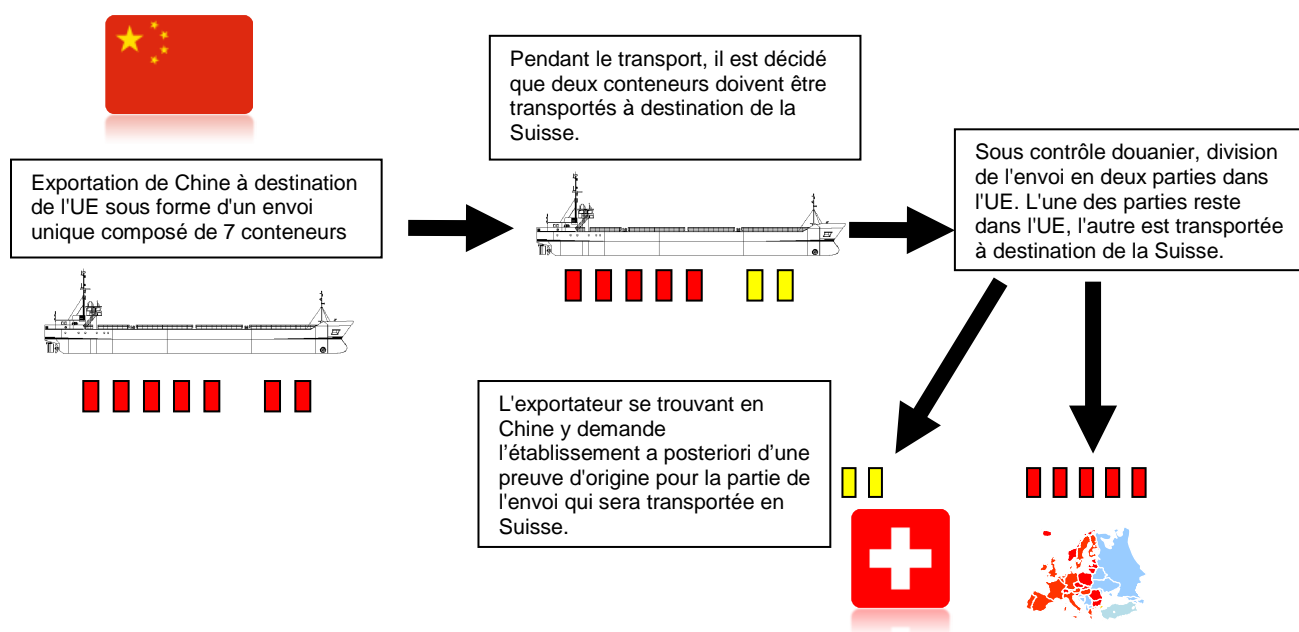 Exportation de Chine à destination
de l'UE sous forme d'un envoi
unique composé de 7 conteneurs
Pendant le transport, il est décidé
que deux conteneurs doivent être
transportés à destination de la
Suisse.
Sous contrôle douanier, division
de l'envoi en deux parties dans
l'UE. L'une des parties reste
dans l'UE, l'autre est transportée
à destination de la Suisse.
L'exportateur se trouvant en
Chine y demande
l’établissement a posteriori d’une
preuve d'origine pour la partie de
l'envoi qui sera transportée en
Suisse.